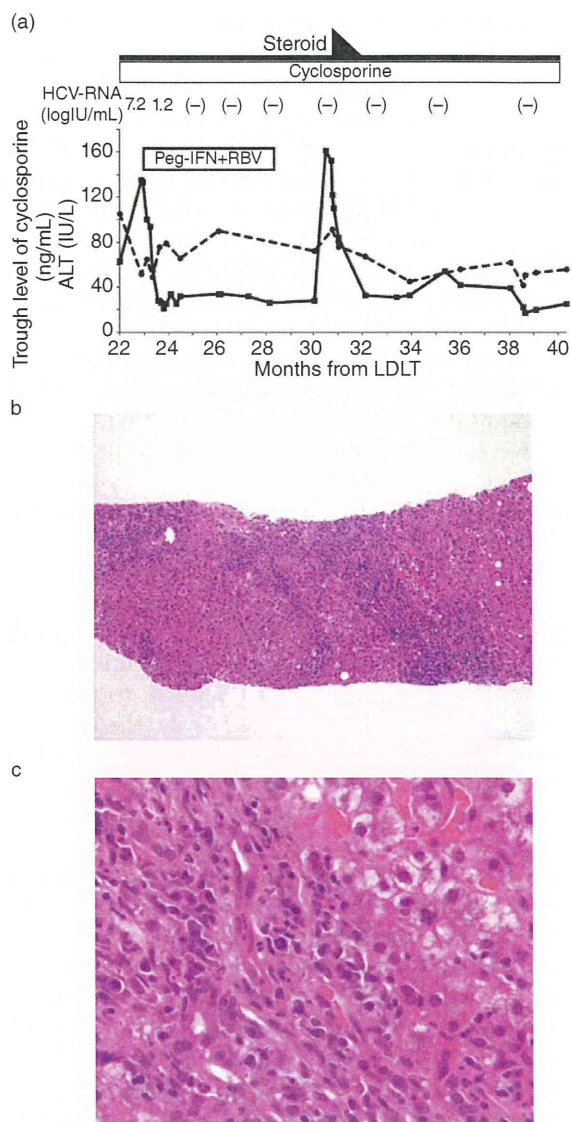 (a)
Steroid
Cyclosporine
HCV-RNA
(logIU/mL)
7.2 1.2 (–) (–) (–) (–) (–) (–) (–)
Peg-IFN+RBV
Trough level of cyclosporine
(ng/mL)
ALT (IU/L)
160
120
80
40
0
22 24 26 28 30 32 34 36 38 40
Months from LDLT
b
c